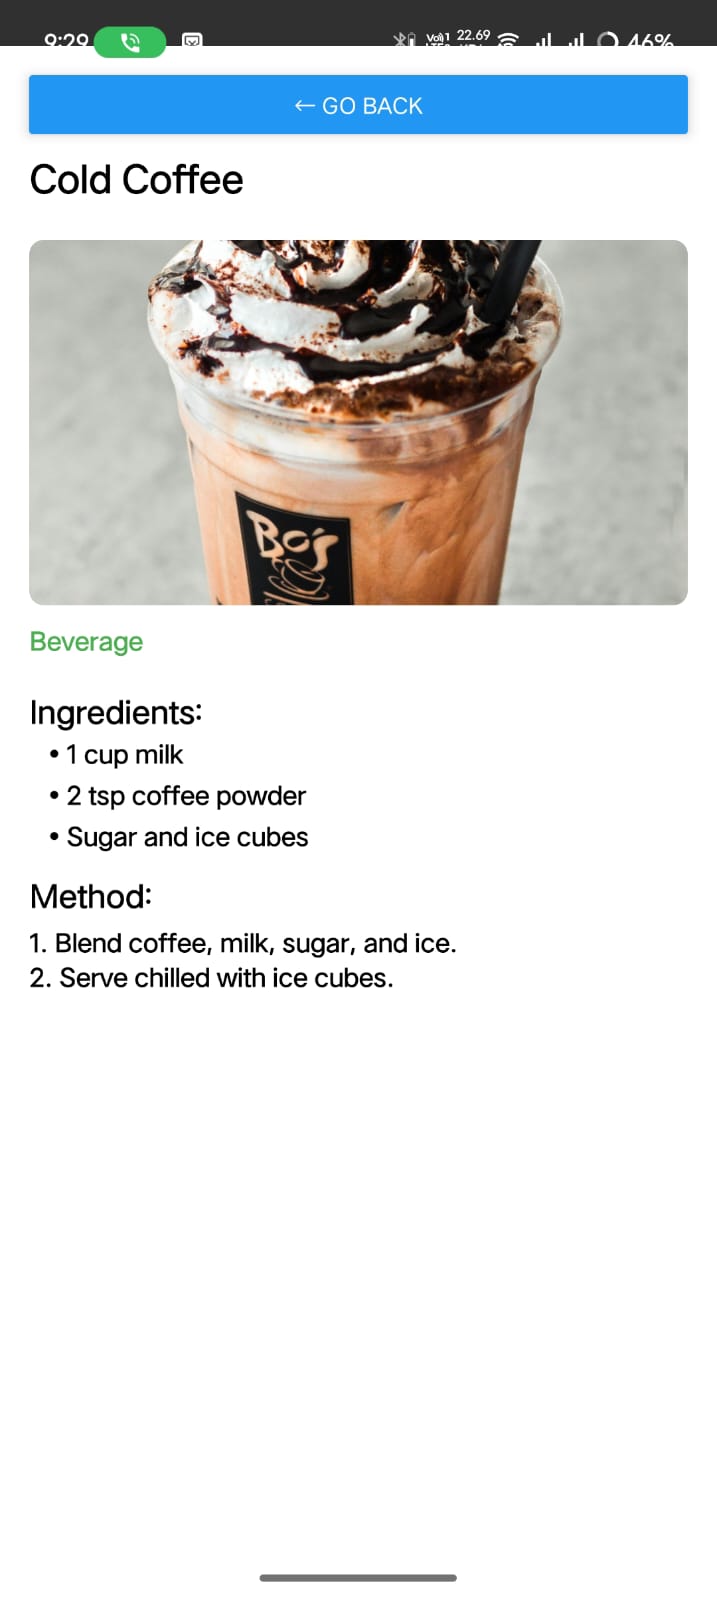 9:29
Vo) 1 22.69
46%
← GO BACK
Cold Coffee
Bo's
Beverage
Ingredients:
• 1 cup milk
• 2 tsp coffee powder
• Sugar and ice cubes
Method:
1. Blend coffee, milk, sugar, and ice.
2. Serve chilled with ice cubes.